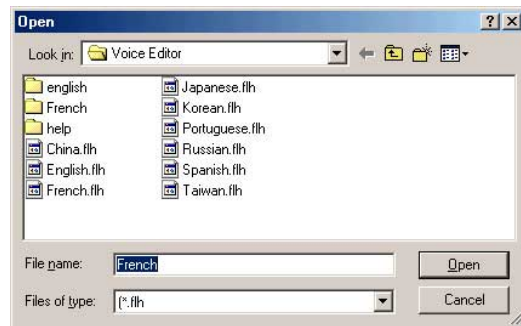 Open
Look in: Voice Editor
english
French
help
China.flh
English.flh
French.flh
Japanese.flh
Korean.flh
Portuguese.flh
Russian.flh
Spanish.flh
Taiwan.flh
File name: French Open
Files of type: (*.flh Cancel